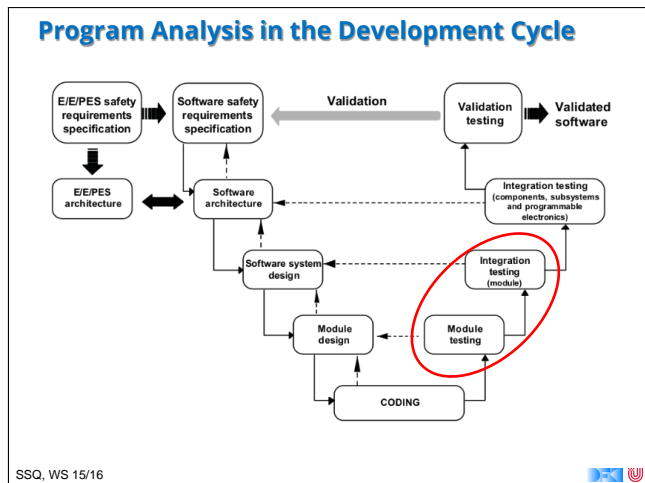 Program Analysis in the Development Cycle
E/E/PES safety
requirements
specification
Software safety
requirements
specification
Validation
Validation
testing
Validated
software
E/E/PES
architecture
Software
architecture
Integration testing
(components, subsystems
and programmable
electronics)
Software system
design
Integration
testing
(module)
Module
design
Module
testing
CODING
SSQ, WS 15/16